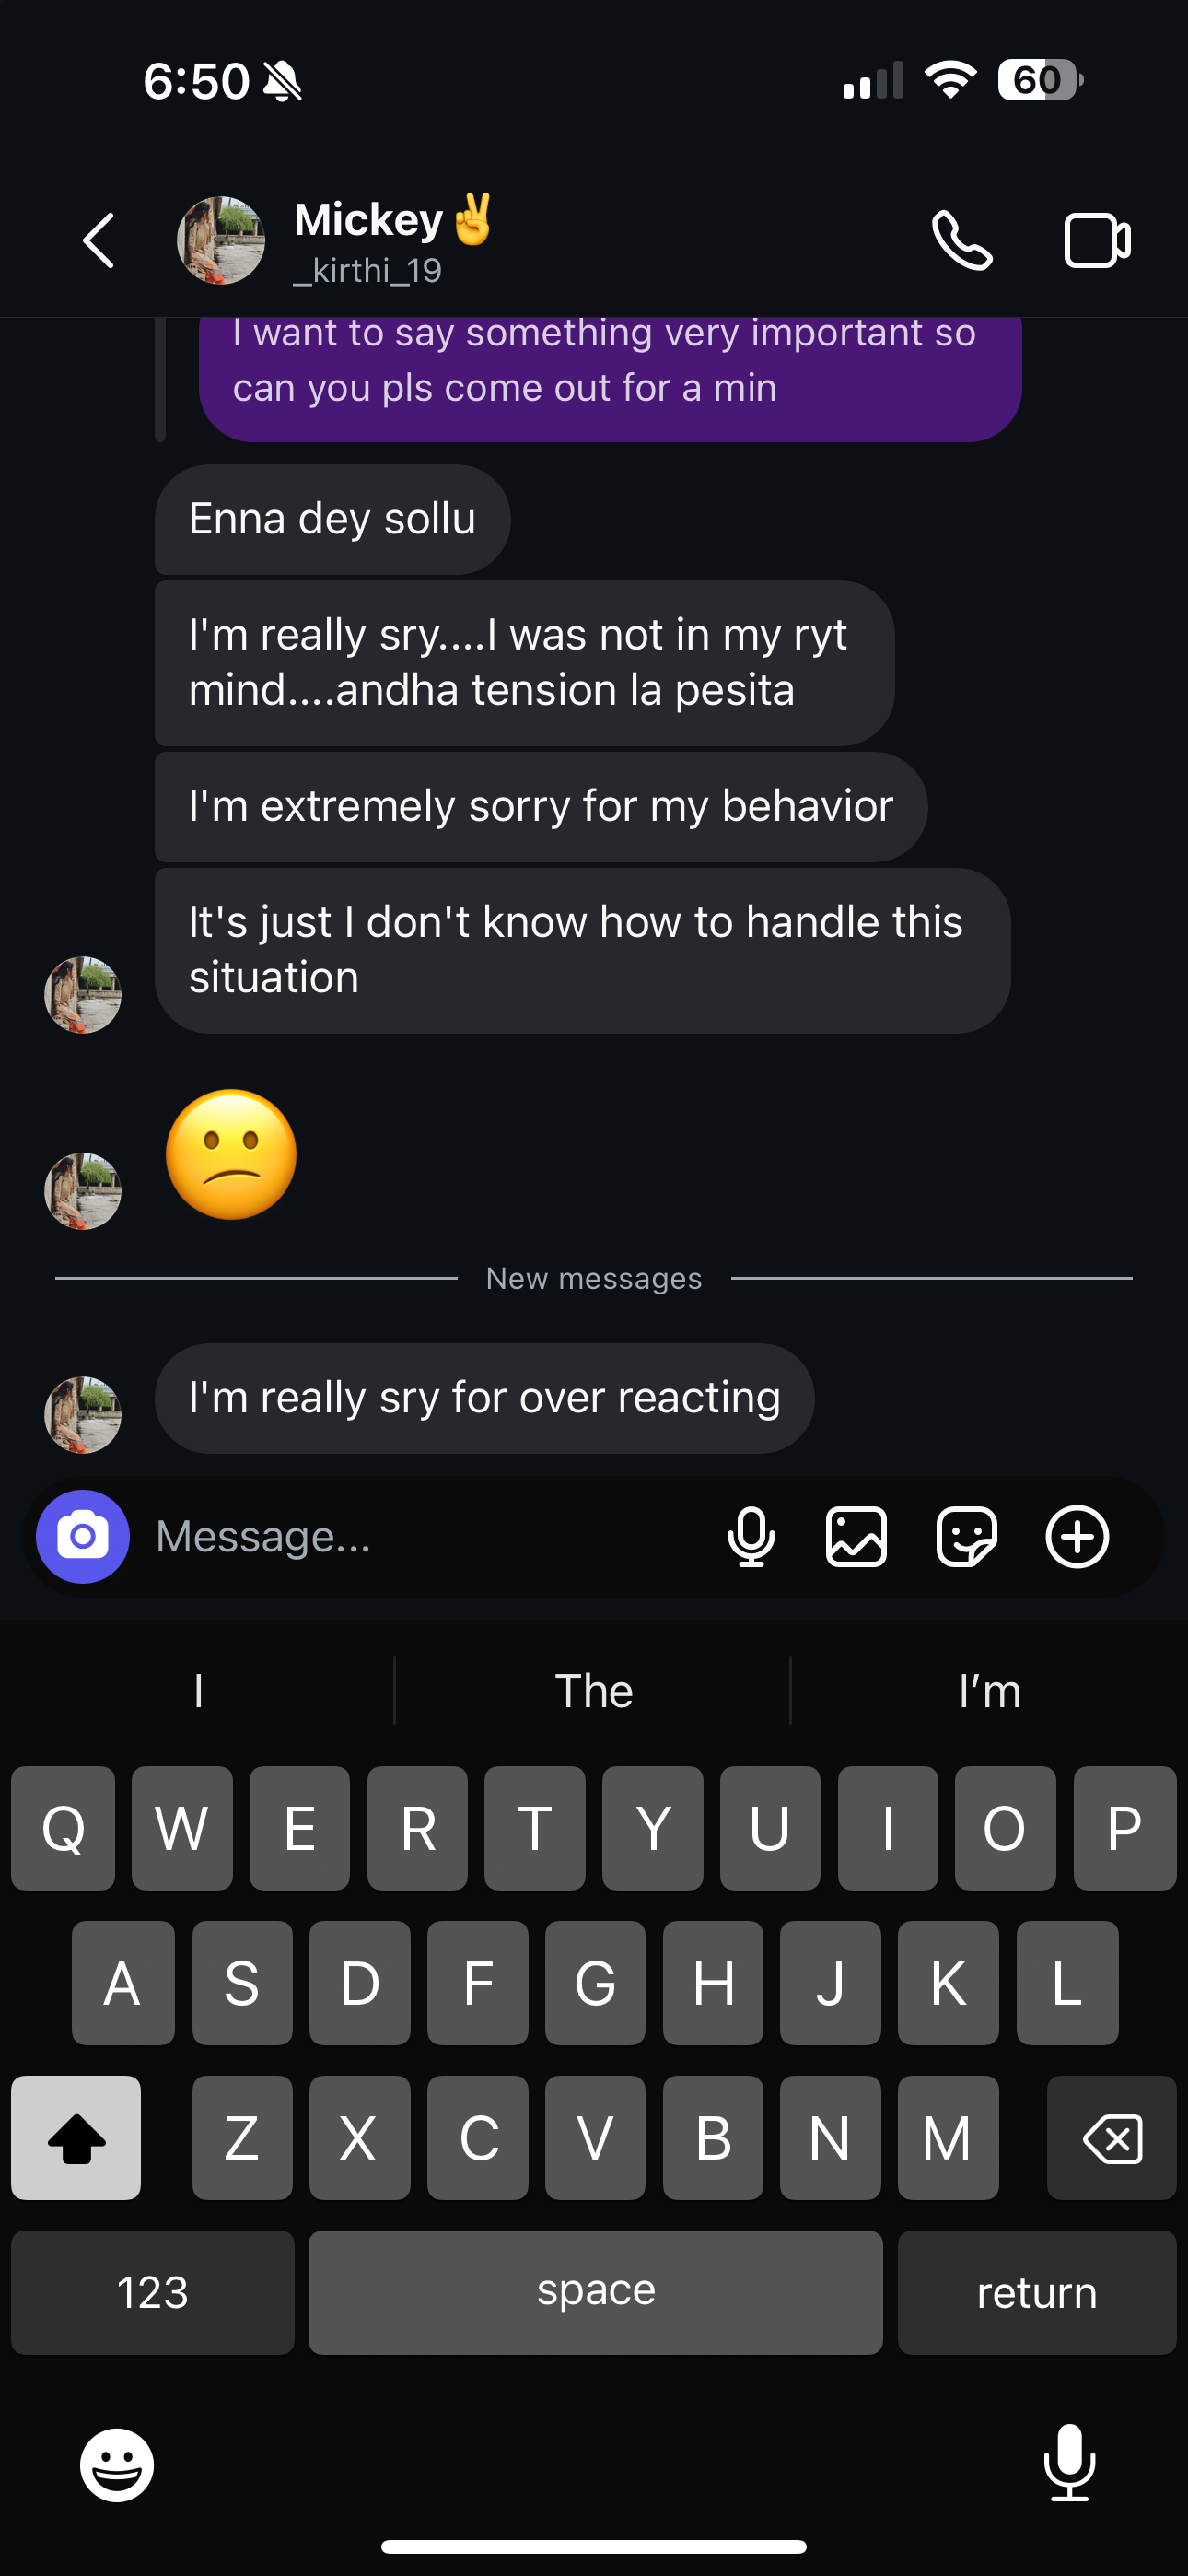 6:50
60
Mickey✌️
_kirthi_19
I want to say something very important so
can you pls come out for a min
Enna dey sollu
I'm really sry....I was not in my ryt
mind....andha tension la pesita
I'm extremely sorry for my behavior
It's just I don't know how to handle this
situation
😕
New messages
I'm really sry for over reacting
Message...
I The I’m
Q W E R T Y U I O P
A S D F G H J K L
Z X C V B N M
123 space return